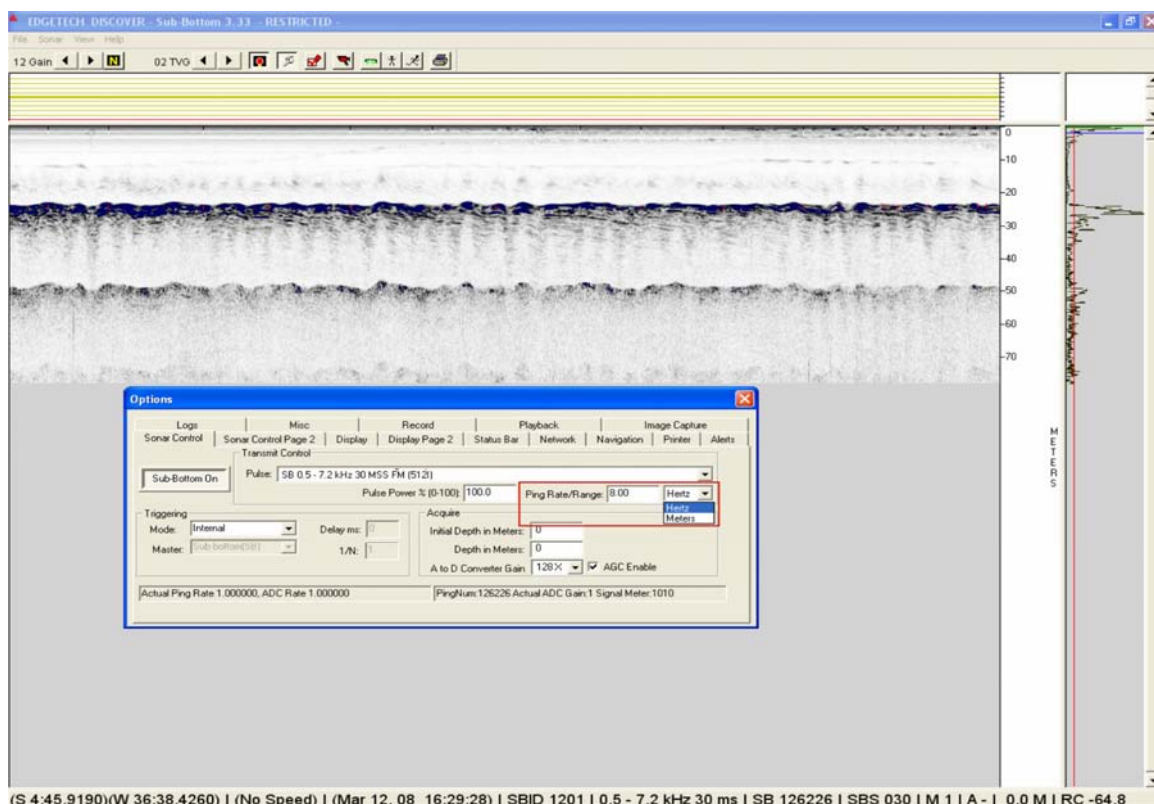 EDGETECH DISCOVER - Sub-Bottom 3.33 - RESTRICTED -
File Sonar View Help
12 Gain N 02 TVG
0
-10
-20
-30
-40
-50
-60
-70
METERS
Options
Logs Misc Record Playback Image Capture
Sonar Control Sonar Control Page 2 Display Display Page 2 Status Bar Network Navigation Printer Alerts
Transmit Control
Sub-Bottom On Pulse: SB 0.5 - 7.2 kHz 30 MSS FM (512I)
Pulse Power % (0-100): 100.0 Ping Rate/Range: 8.00 Hertz
Hertz
Meters
Triggering Acquire
Mode: Internal Delay ms: 0 Initial Depth in Meters: 0
Master: Sub-bottom(SB) 1/N: 1 Depth in Meters: 0
A to D Converter Gain 128X AGC Enable
Actual Ping Rate 1.000000, ADC Rate 1.000000 PingNum:126226 Actual ADC Gain:1 Signal Meter:1010
(S 4:45.9190)(W 36:38.4260) | (No Speed) | (Mar 12, 08 16:29:28) | SBID 1201 | 0.5 - 7.2 kHz 30 ms | SB 126226 | SBS 030 | M 1 | A - | 0.0 M | RC -64.8